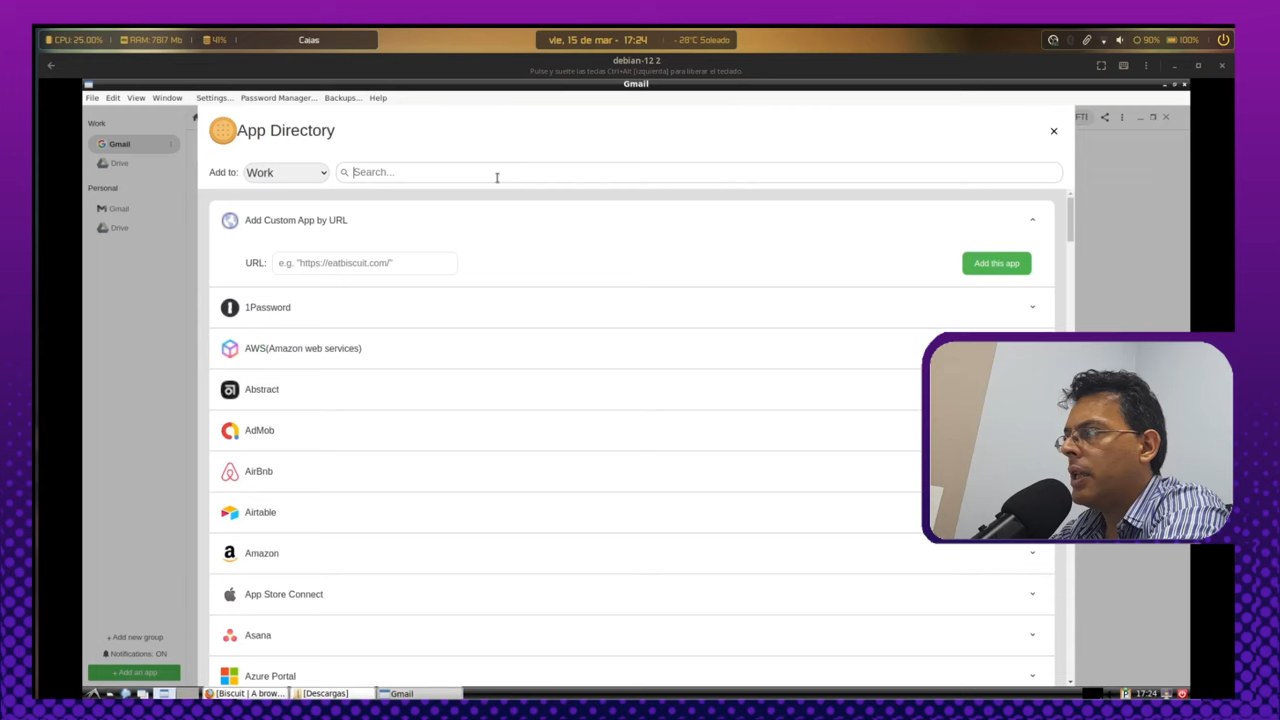 CPU: 25.00% RAM: 7817 Mb 41% Caias vie, 15 de mar - 17:24 - 28°C Soleado 90% 100%
debian-12 2
Pulse y suelte las teclas Ctrl+Alt [izquierda] para liberar el teclado.
Gmail
File Edit View Window Settings... Password Manager... Backups... Help
Work
Gmail
Drive
Personal
Gmail
Drive
+ Add new group
Notifications: ON
+ Add an app
App Directory
Add to: Work Search...
Add Custom App by URL
URL: e.g. "https://eatbiscuit.com/" Add this app
1Password
AWS(Amazon web services)
Abstract
AdMob
AirBnb
Airtable
Amazon
App Store Connect
Asana
Azure Portal
[Biscuit | A brow... [Descargas] Gmail 17:24